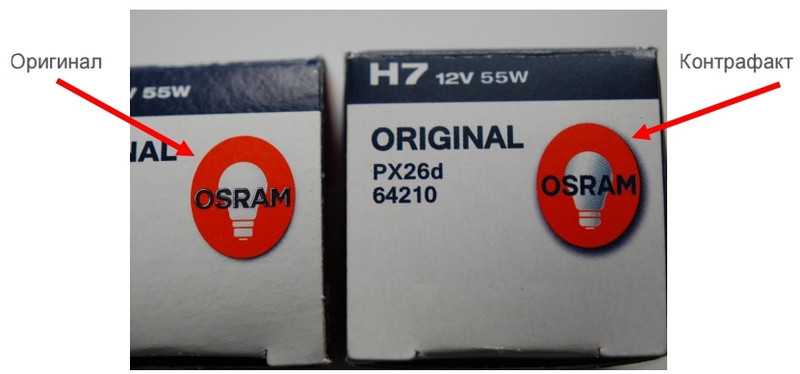 Оригинал
Контрафакт
V 55W
NAL
OSRAM
H7 12V 55W
ORIGINAL
PX26d
64210
OSRAM